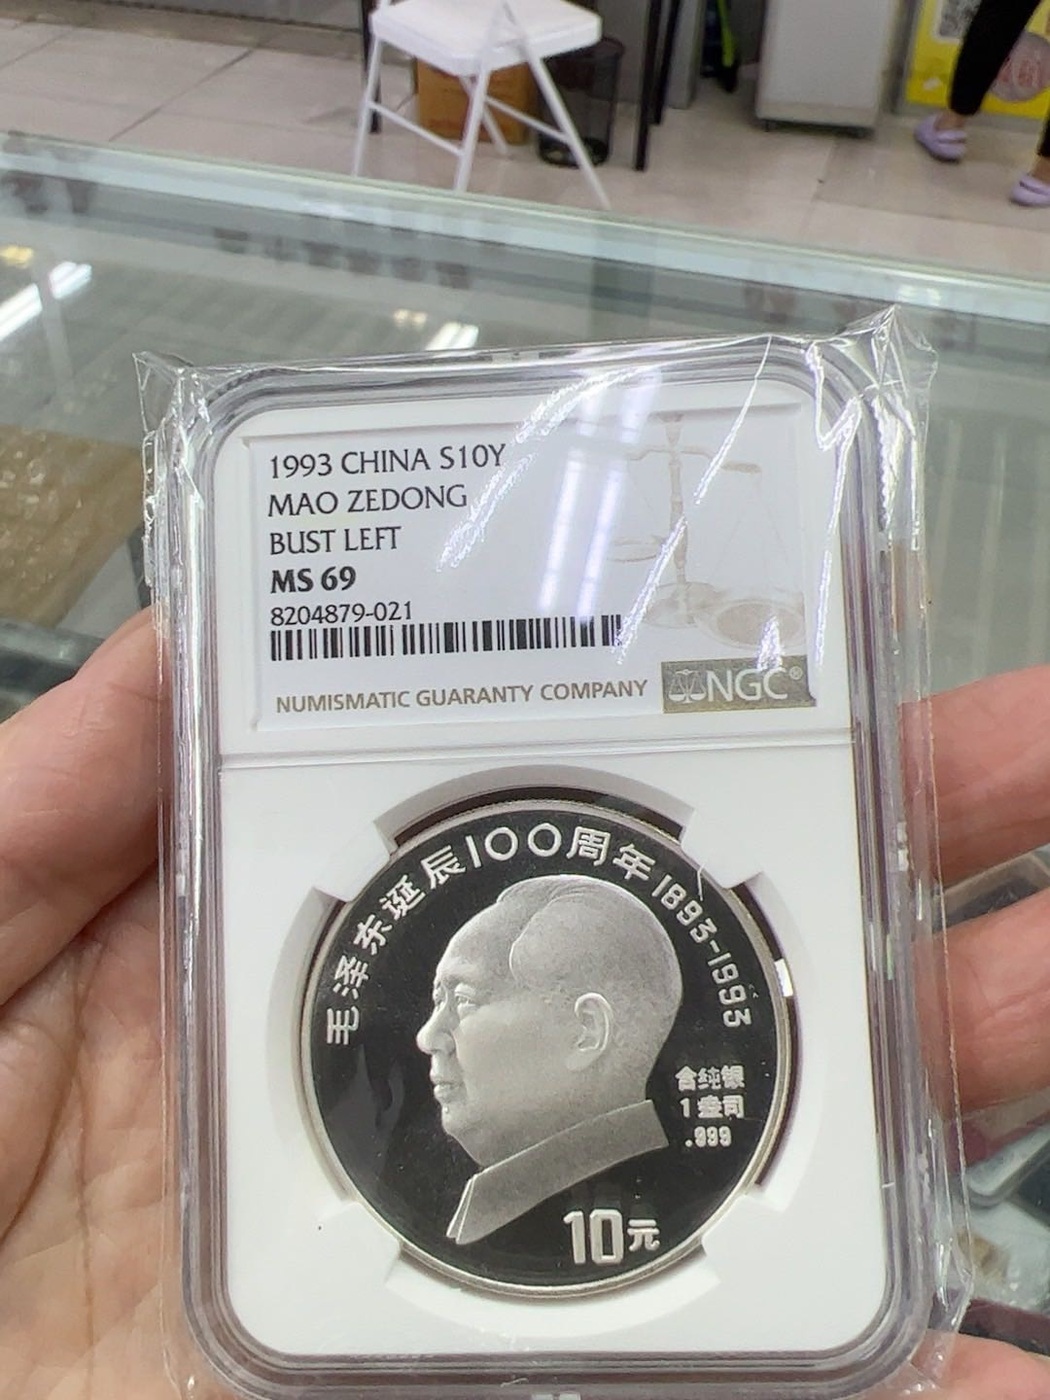 1993 CHINA S10Y
MAO ZEDONG
BUST LEFT
MS 69
8204879-021
NUMISMATIC GUARANTY COMPANY
NGC®
毛泽东诞辰100周年1893-1993
含纯银
1盎司
.999
10元